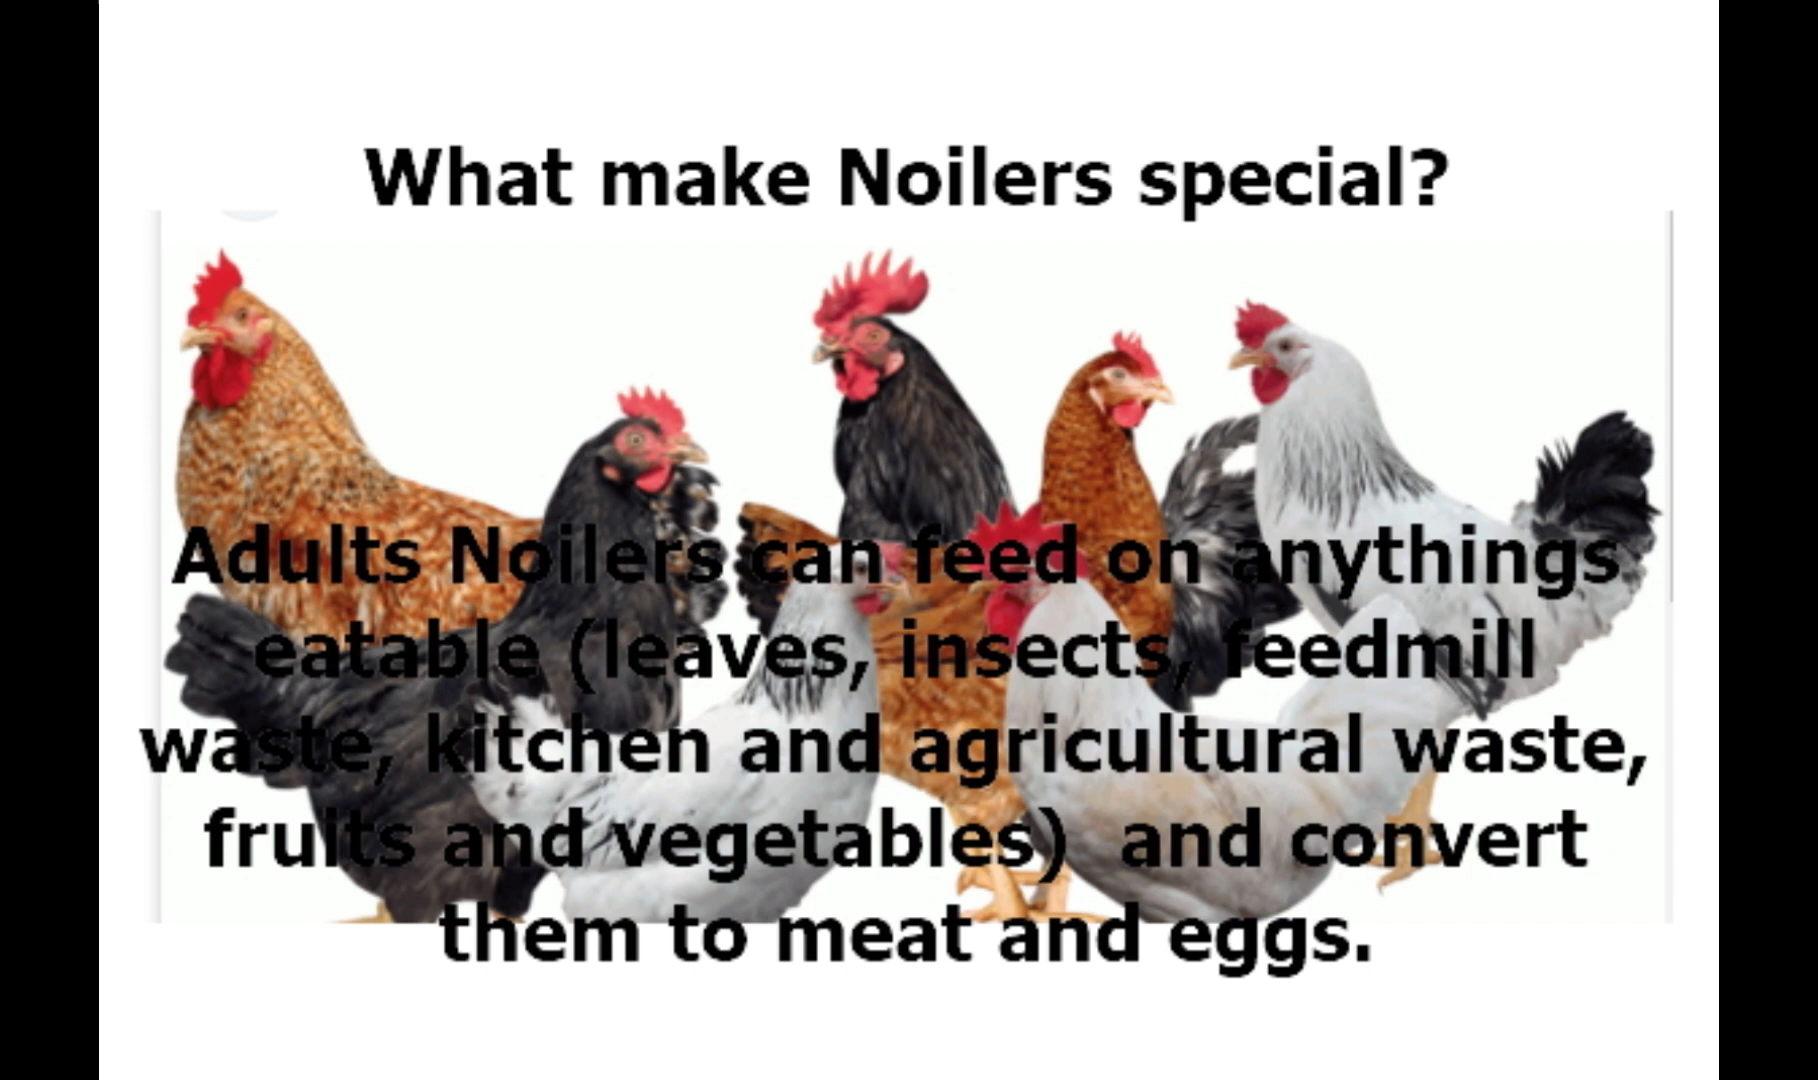 What make Noilers special?
Adults Noilers can feed on anythings
eatable (leaves, insects, feedmill
waste, kitchen and agricultural waste,
fruits and vegetables)  and convert
them to meat and eggs.